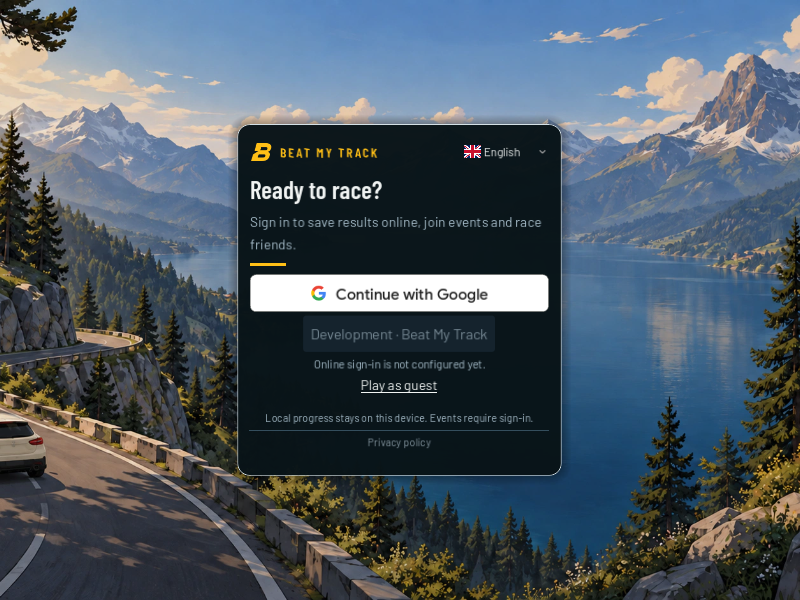 BEAT MY TRACK
English
Ready to race?
Sign in to save results online, join events and race
friends.
Continue with Google
Development · Beat My Track
Online sign-in is not configured yet.
Play as guest
Local progress stays on this device. Events require sign-in.
Privacy policy